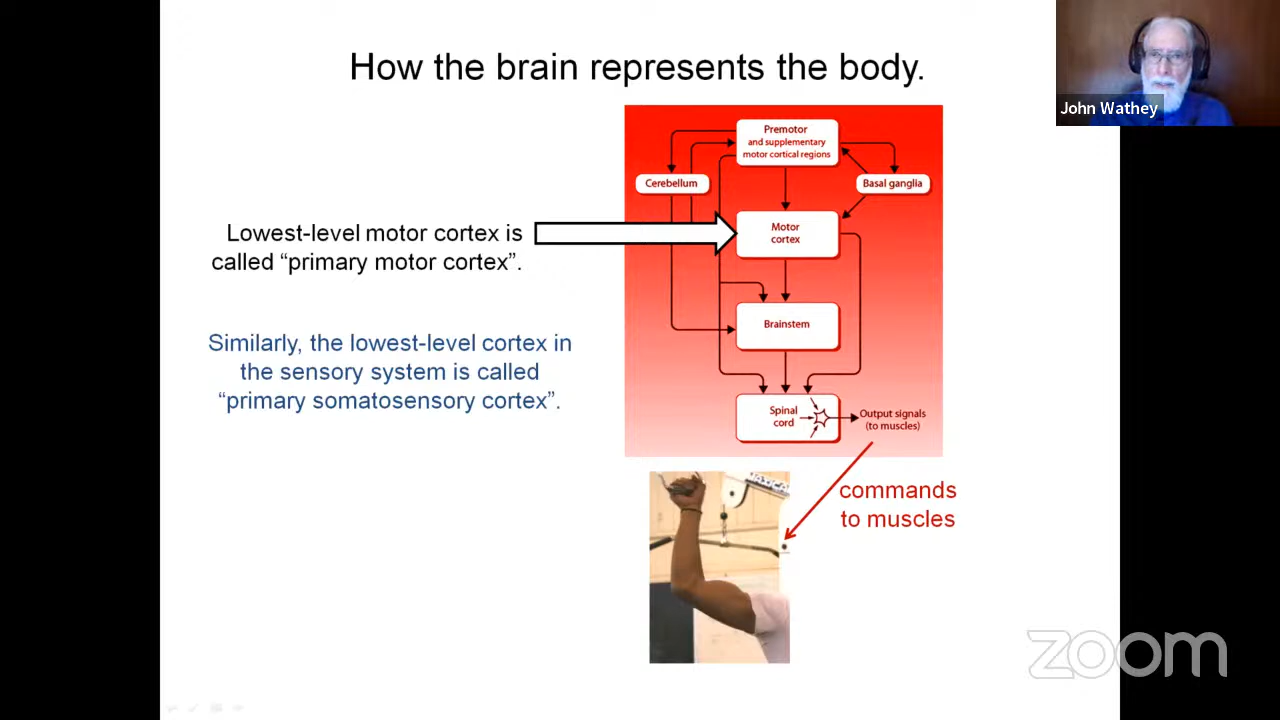 How the brain represents the body.
John Wathey
Premotor
and supplementary
motor cortical regions
Cerebellum
Basal ganglia
Lowest-level motor cortex is
called “primary motor cortex”.
Motor
cortex
Similarly, the lowest-level cortex in
the sensory system is called
“primary somatosensory cortex”.
Brainstem
Spinal
cord
Output signals
(to muscles)
commands
to muscles
zoom